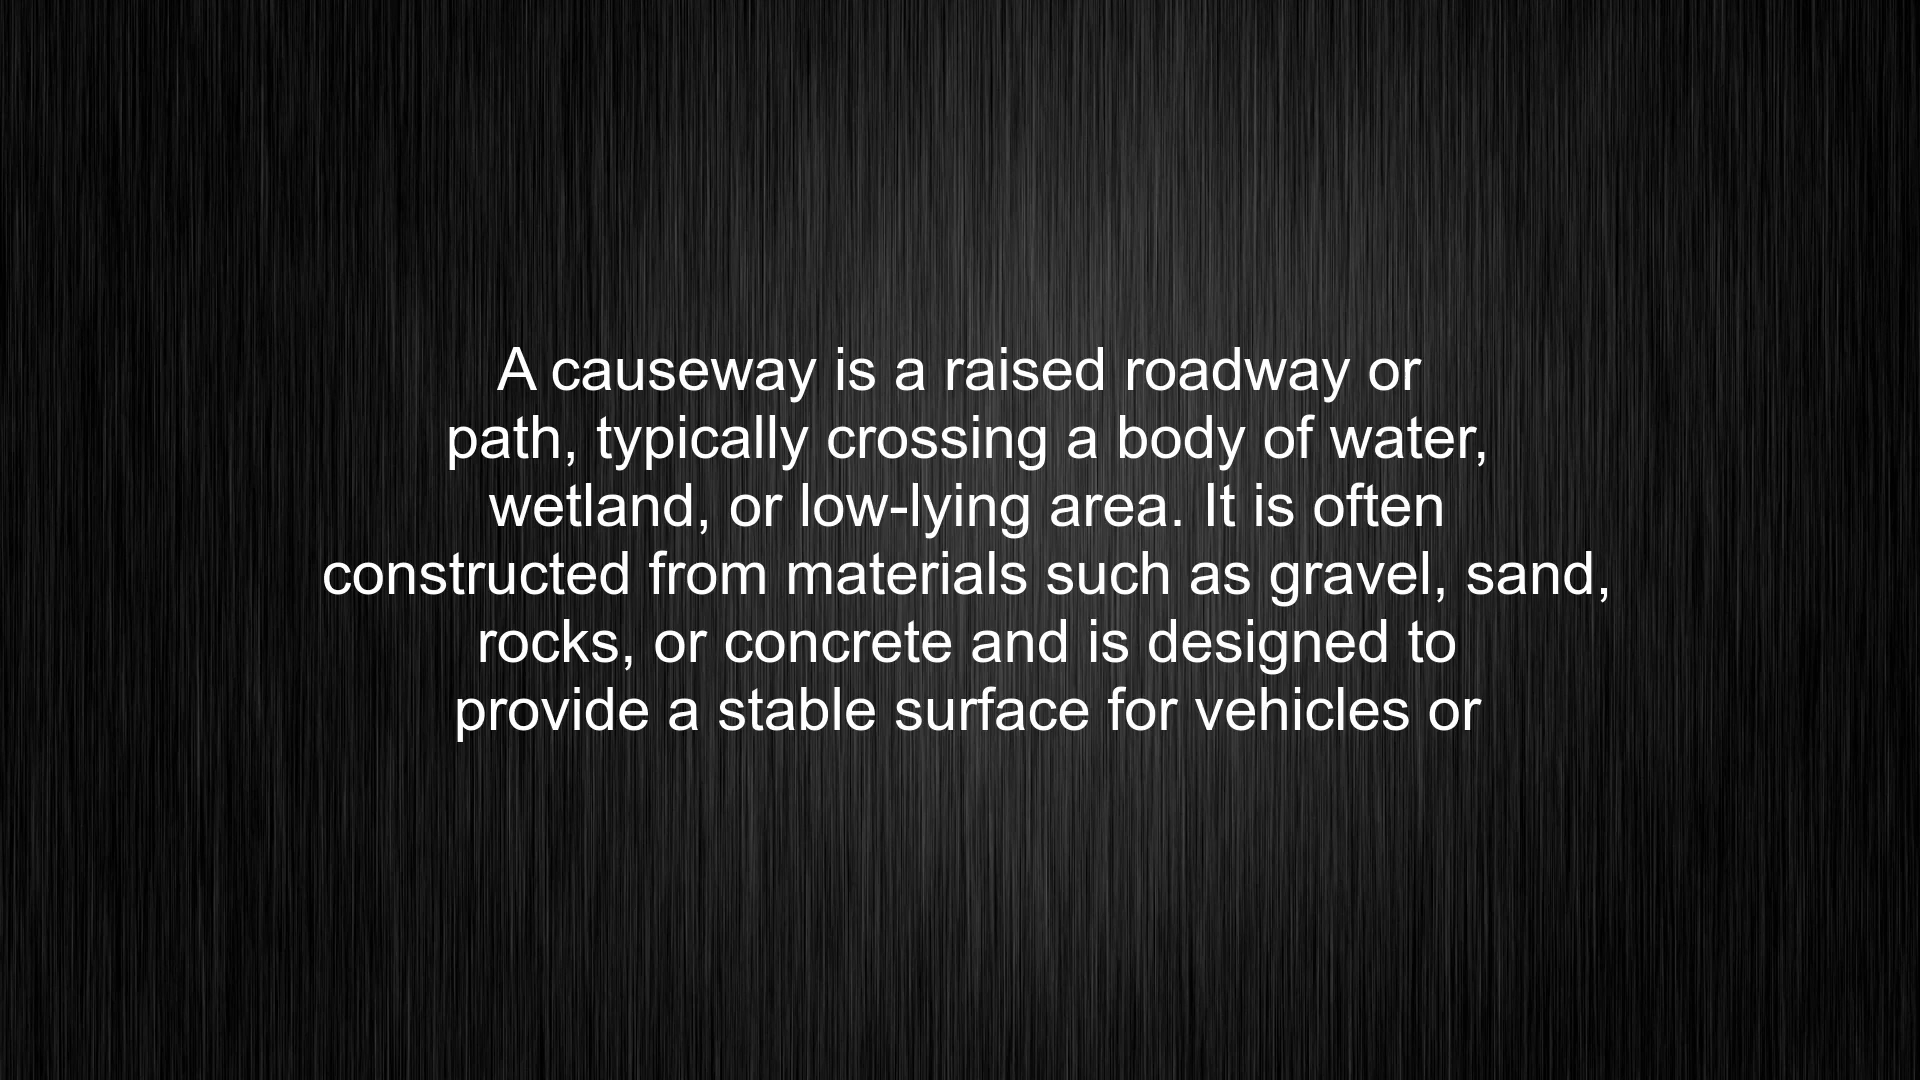 A causeway is a raised roadway or
path, typically crossing a body of water,
wetland, or low-lying area. It is often
constructed from materials such as gravel, sand,
rocks, or concrete and is designed to
provide a stable surface for vehicles or